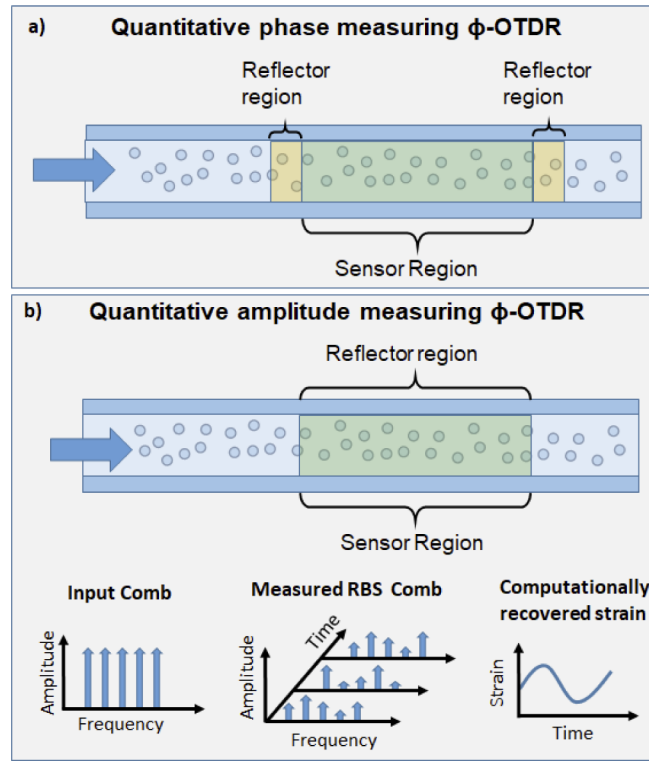 a) Quantitative phase measuring ϕ-OTDR
Reflector
region
Reflector
region
Sensor Region
b) Quantitative amplitude measuring ϕ-OTDR
Reflector region
Sensor Region
Input Comb
Amplitude
Frequency
Measured RBS Comb
Time
Amplitude
Frequency
Computationally
recovered strain
Strain
Time